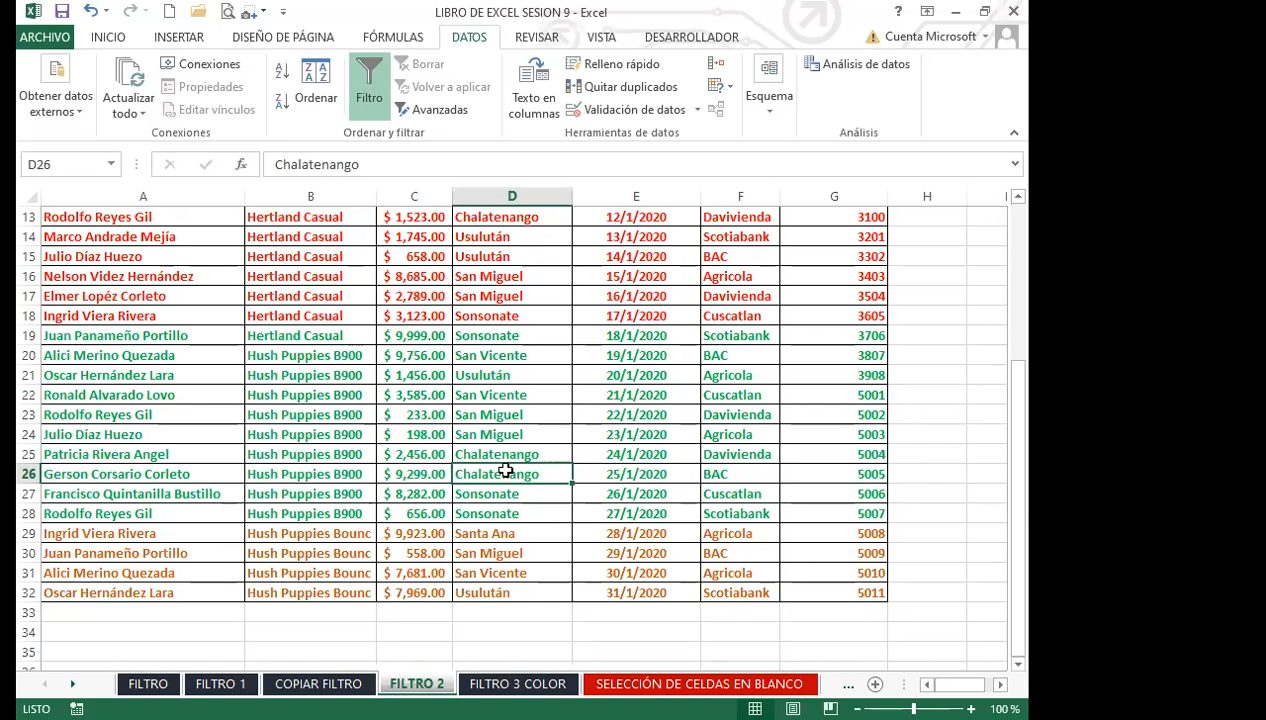 LIBRO DE EXCEL SESION 9 - Excel
ARCHIVO INICIO INSERTAR DISEÑO DE PÁGINA FÓRMULAS DATOS REVISAR VISTA DESARROLLADOR Cuenta Microsoft
Obtener datos externos
Actualizar todo
Conexiones
Propiedades
Editar vínculos
Conexiones
Ordenar
Filtro
Borrar
Volver a aplicar
Avanzadas
Ordenar y filtrar
Texto en columnas
Relleno rápido
Quitar duplicados
Validación de datos
Herramientas de datos
Esquema
Análisis de datos
Análisis
D26 fx Chalatenango
A B C D E F G H I
13 Rodolfo Reyes Gil Hertland Casual $ 1,523.00 Chalatenango 12/1/2020 Davivienda 3100
14 Marco Andrade Mejía Hertland Casual $ 1,745.00 Usulután 13/1/2020 Scotiabank 3201
15 Julio Díaz Huezo Hertland Casual $ 658.00 Usulután 14/1/2020 BAC 3302
16 Nelson Videz Hernández Hertland Casual $ 8,685.00 San Miguel 15/1/2020 Agricola 3403
17 Elmer Lopéz Corleto Hertland Casual $ 2,789.00 San Miguel 16/1/2020 Davivienda 3504
18 Ingrid Viera Rivera Hertland Casual $ 3,123.00 Sonsonate 17/1/2020 Cuscatlan 3605
19 Juan Panameño Portillo Hertland Casual $ 9,999.00 Sonsonate 18/1/2020 Scotiabank 3706
20 Alici Merino Quezada Hush Puppies B900 $ 9,756.00 San Vicente 19/1/2020 BAC 3807
21 Oscar Hernández Lara Hush Puppies B900 $ 1,456.00 Usulután 20/1/2020 Agricola 3908
22 Ronald Alvarado Lovo Hush Puppies B900 $ 3,585.00 San Vicente 21/1/2020 Cuscatlan 5001
23 Rodolfo Reyes Gil Hush Puppies B900 $ 233.00 San Miguel 22/1/2020 Davivienda 5002
24 Julio Díaz Huezo Hush Puppies B900 $ 198.00 San Miguel 23/1/2020 Agricola 5003
25 Patricia Rivera Angel Hush Puppies B900 $ 2,456.00 Chalatenango 24/1/2020 Davivienda 5004
26 Gerson Corsario Corleto Hush Puppies B900 $ 9,299.00 Chalatenango 25/1/2020 BAC 5005
27 Francisco Quintanilla Bustillo Hush Puppies B900 $ 8,282.00 Sonsonate 26/1/2020 Cuscatlan 5006
28 Rodolfo Reyes Gil Hush Puppies B900 $ 656.00 Sonsonate 27/1/2020 Scotiabank 5007
29 Ingrid Viera Rivera Hush Puppies Bounc $ 9,923.00 Santa Ana 28/1/2020 Agricola 5008
30 Juan Panameño Portillo Hush Puppies Bounc $ 558.00 San Miguel 29/1/2020 BAC 5009
31 Alici Merino Quezada Hush Puppies Bounc $ 7,681.00 San Vicente 30/1/2020 Agricola 5010
32 Oscar Hernández Lara Hush Puppies Bounc $ 7,969.00 Usulután 31/1/2020 Scotiabank 5011
33
34
35
FILTRO FILTRO 1 COPIAR FILTRO FILTRO 2 FILTRO 3 COLOR SELECCIÓN DE CELDAS EN BLANCO ...
LISTO 100 %